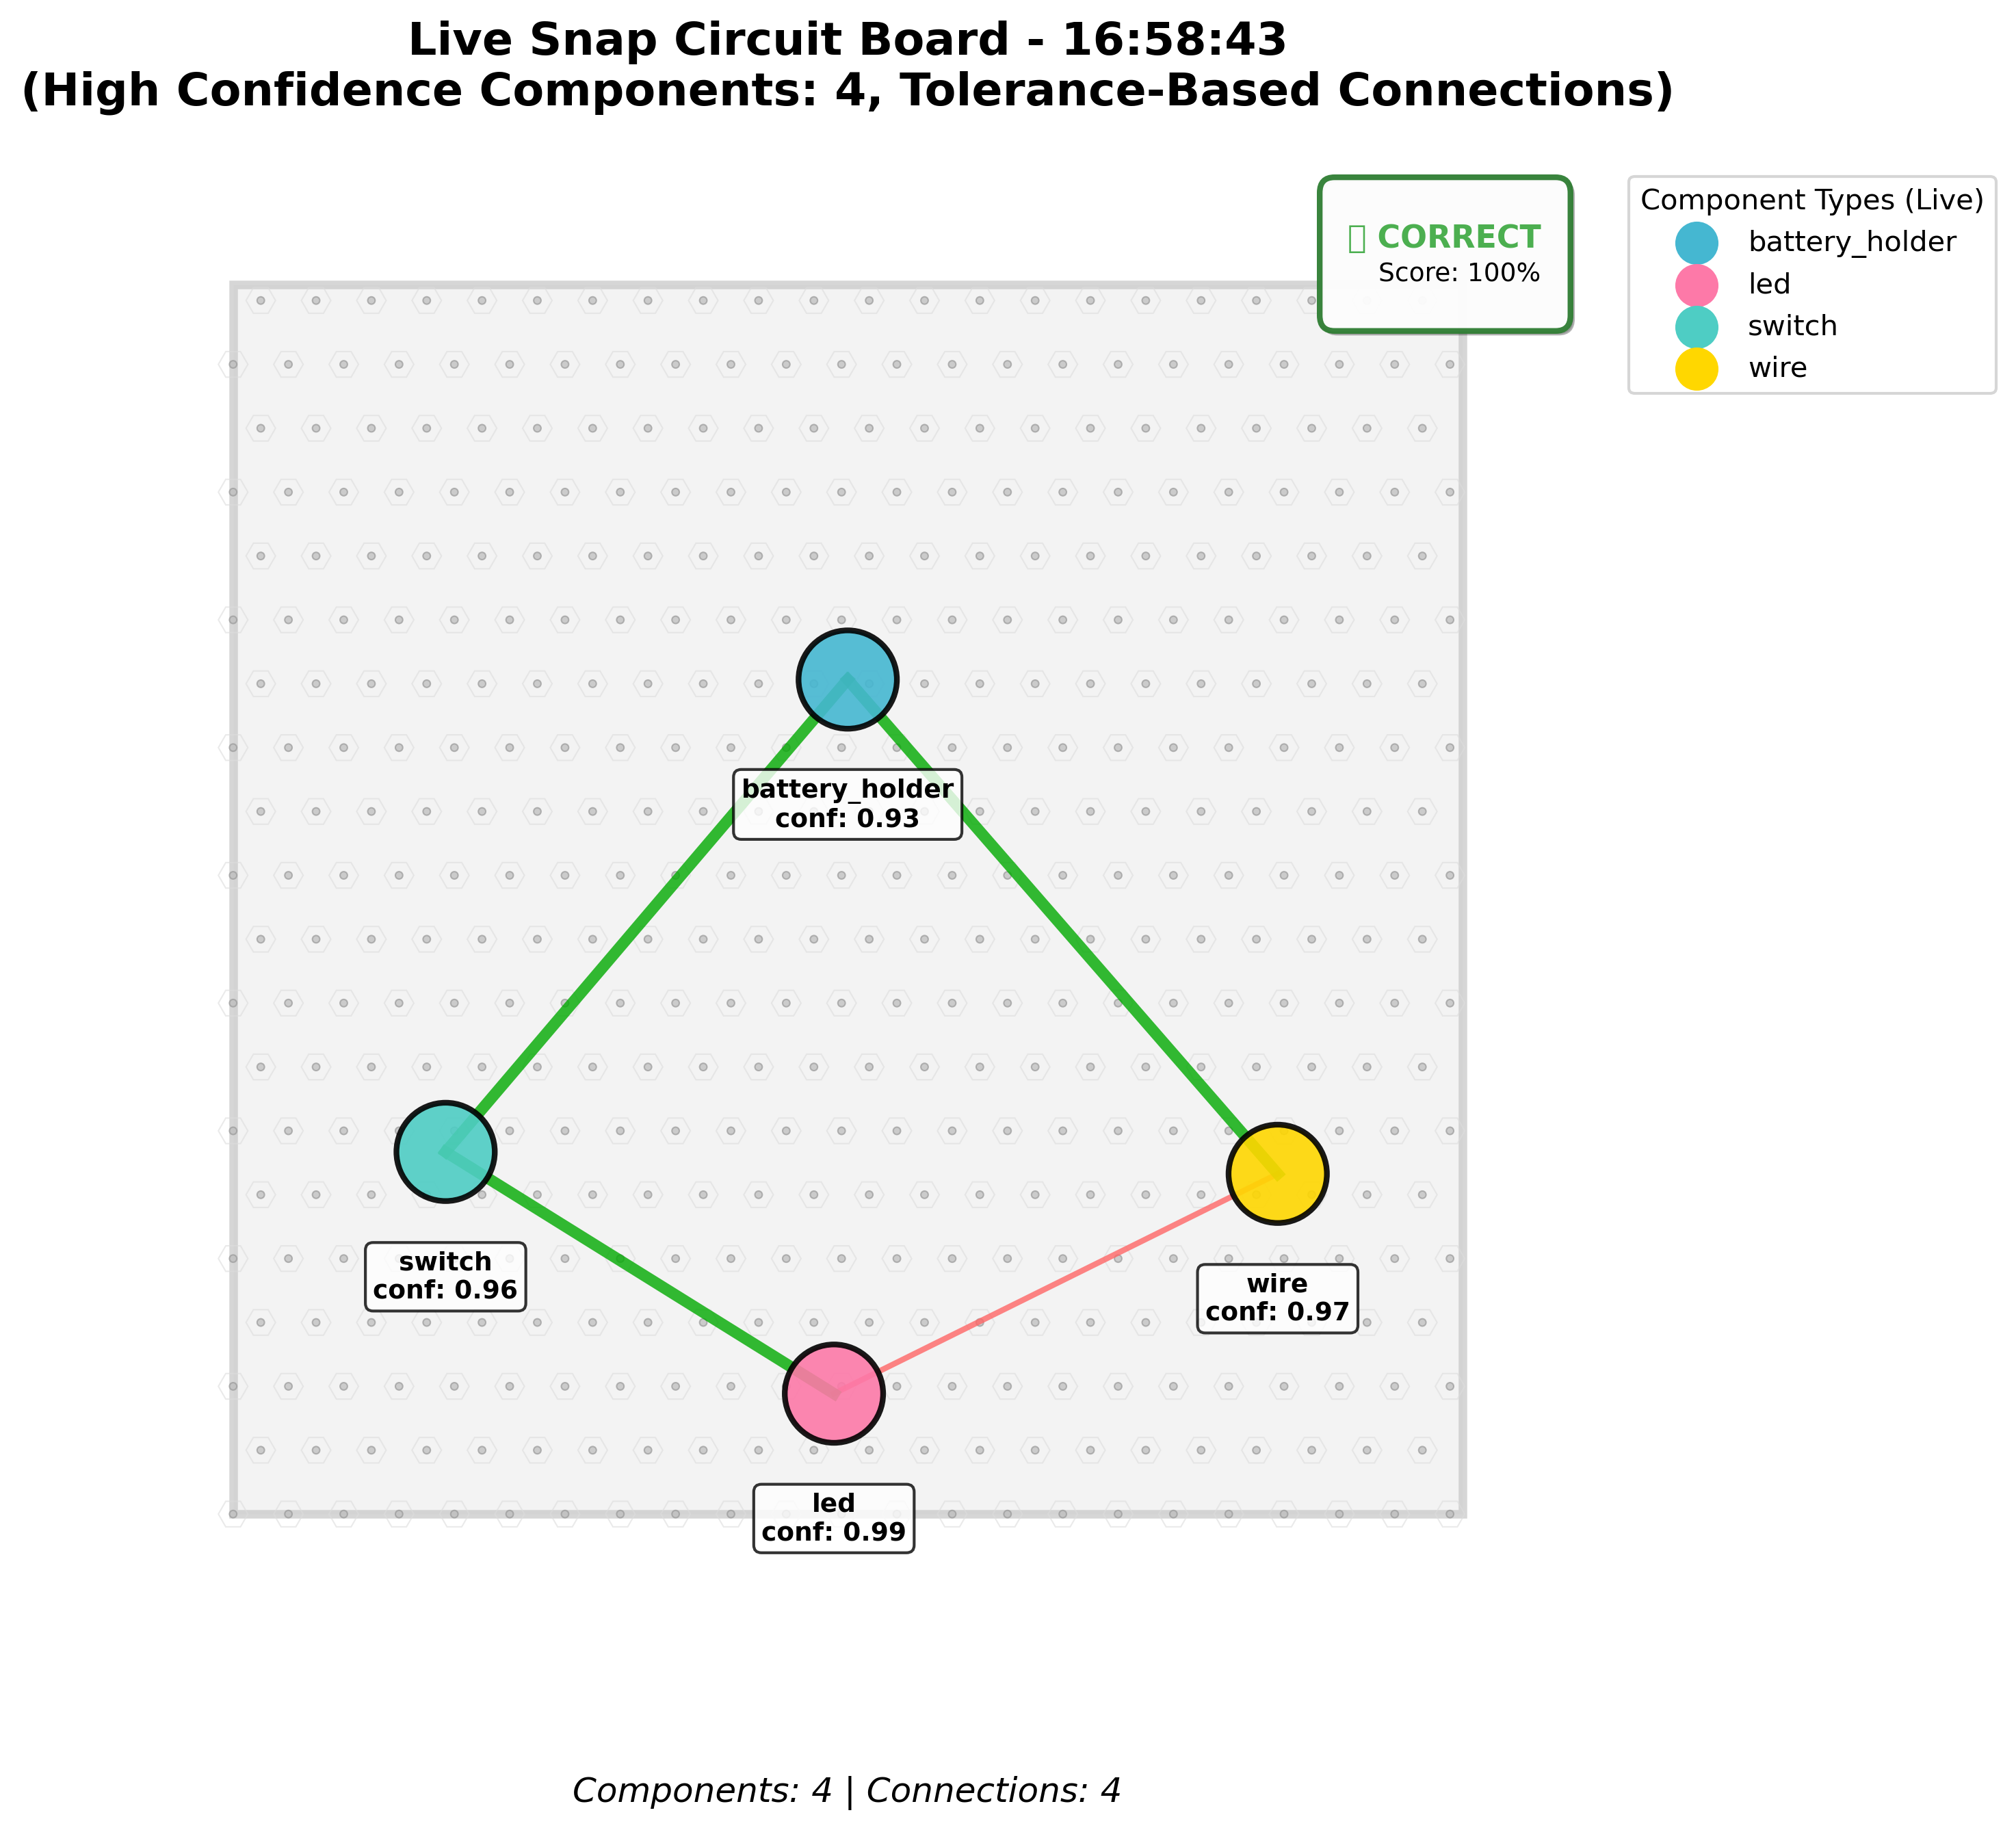 Live Snap Circuit Board - 16:58:43
(High Confidence Components: 4, Tolerance-Based Connections)
CORRECT
Score: 100%
Component Types (Live)
battery_holder
led
switch
wire
battery_holder
conf: 0.93
switch
conf: 0.96
wire
conf: 0.97
led
conf: 0.99
Components: 4 | Connections: 4